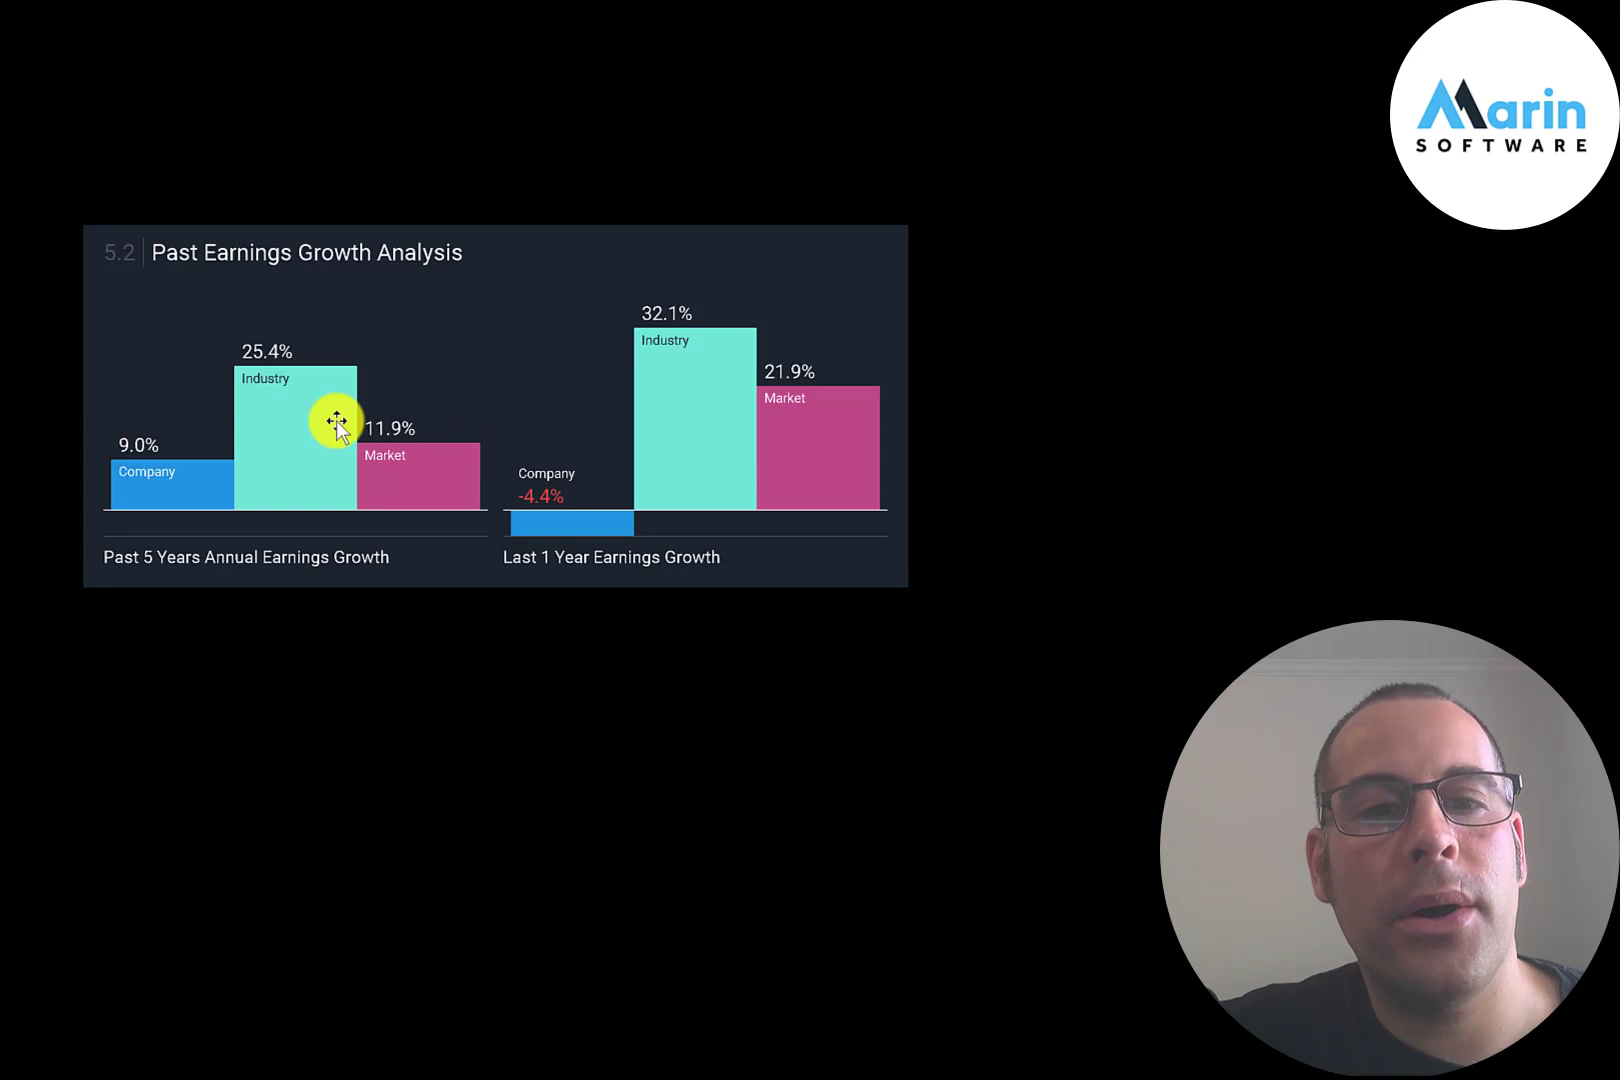 Marin
SOFTWARE
5.2 Past Earnings Growth Analysis
9.0%
Company
25.4%
Industry
11.9%
Market
Past 5 Years Annual Earnings Growth
Company
-4.4%
32.1%
Industry
21.9%
Market
Last 1 Year Earnings Growth